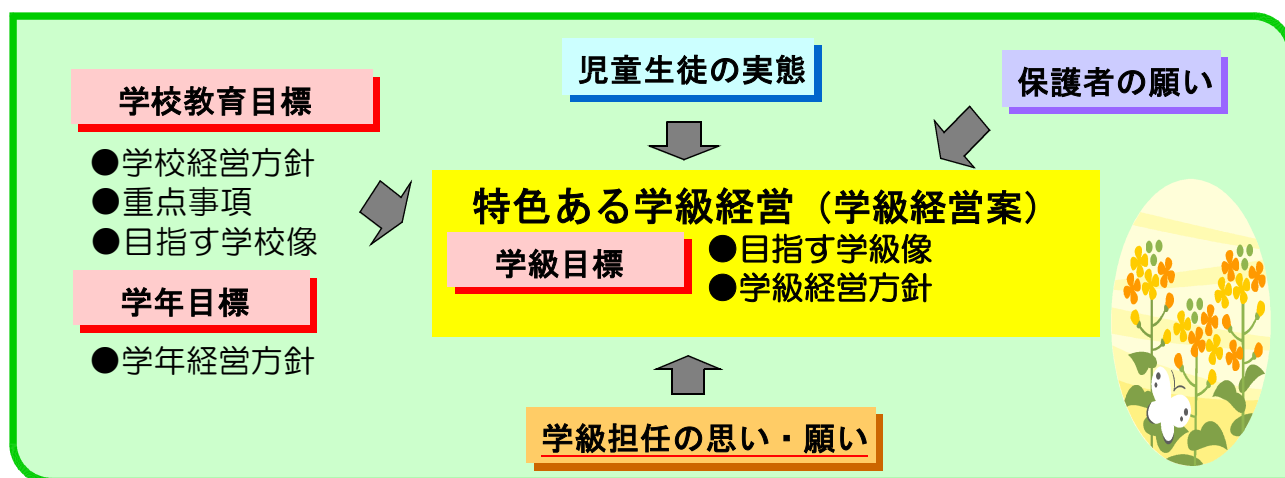 児童生徒の実態
保護者の願い
学校教育目標
●学校経営方針
●重点事項
●目指す学校像
学年目標
●学年経営方針
特色ある学級経営（学級経営案）
学級目標
●目指す学級像
●学級経営方針
学級担任の思い・願い